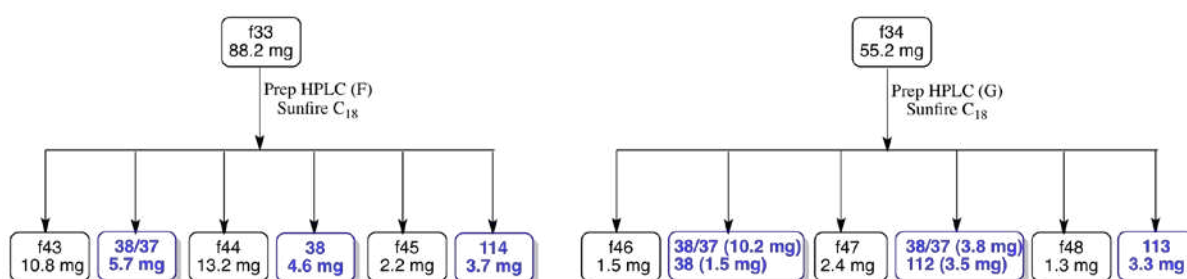 f33
88.2 mg
Prep HPLC (F)
Sunfire C18
f43
10.8 mg
38/37
5.7 mg
f44
13.2 mg
38
4.6 mg
f45
2.2 mg
114
3.7 mg
f34
55.2 mg
Prep HPLC (G)
Sunfire C18
f46
1.5 mg
38/37 (10.2 mg)
38 (1.5 mg)
f47
2.4 mg
38/37 (3.8 mg)
112 (3.5 mg)
f48
1.3 mg
113
3.3 mg